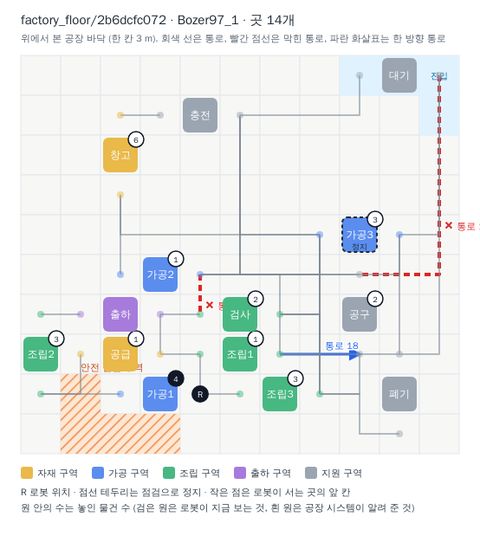 factory_floor/2b6dcfc072 · Bozer97_1 · 곳 14개
위에서 본 공장 바닥 (한 칸 3 m). 회색 선은 통로, 빨간 점선은 막힌 통로, 파란 화살표는 한 방향 통로
대기
충전
6
창고
3
가공3
정지
✖ 통로
1
가공2
✖
출하
2
검사
2
공구
3
조립2
1
공급
1
조립1
통로 18
안전
역
4
가공1
R
3
조립3
폐기
자재 구역 가공 구역 조립 구역 출하 구역 지원 구역
R 로봇 위치 · 점선 테두리는 점검으로 정지 · 작은 점은 로봇이 서는 곳의 앞 칸
원 안의 수는 놓인 물건 수 (검은 원은 로봇이 지금 보는 것, 흰 원은 공장 시스템이 알려 준 것)